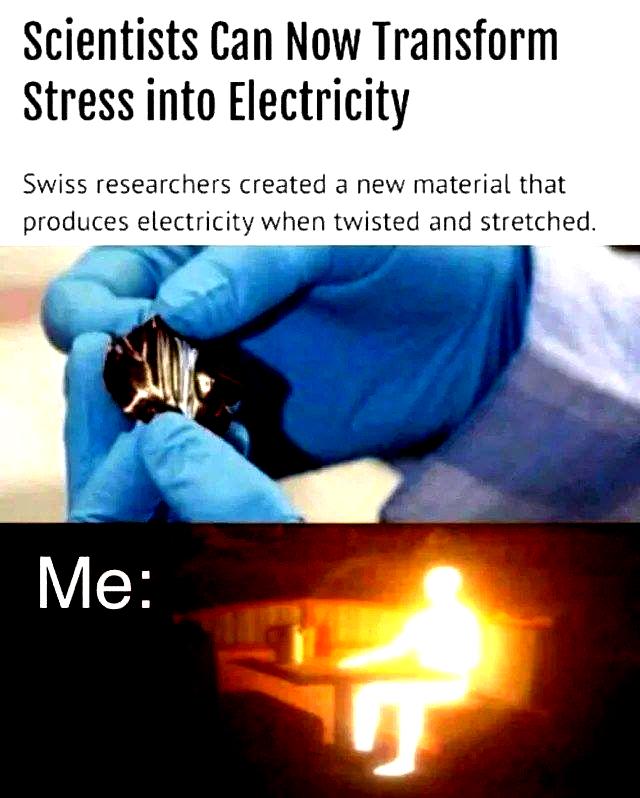 Scientists Can Now Transform
Stress into Electricity
Swiss researchers created a new material that
produces electricity when twisted and stretched.
Me: